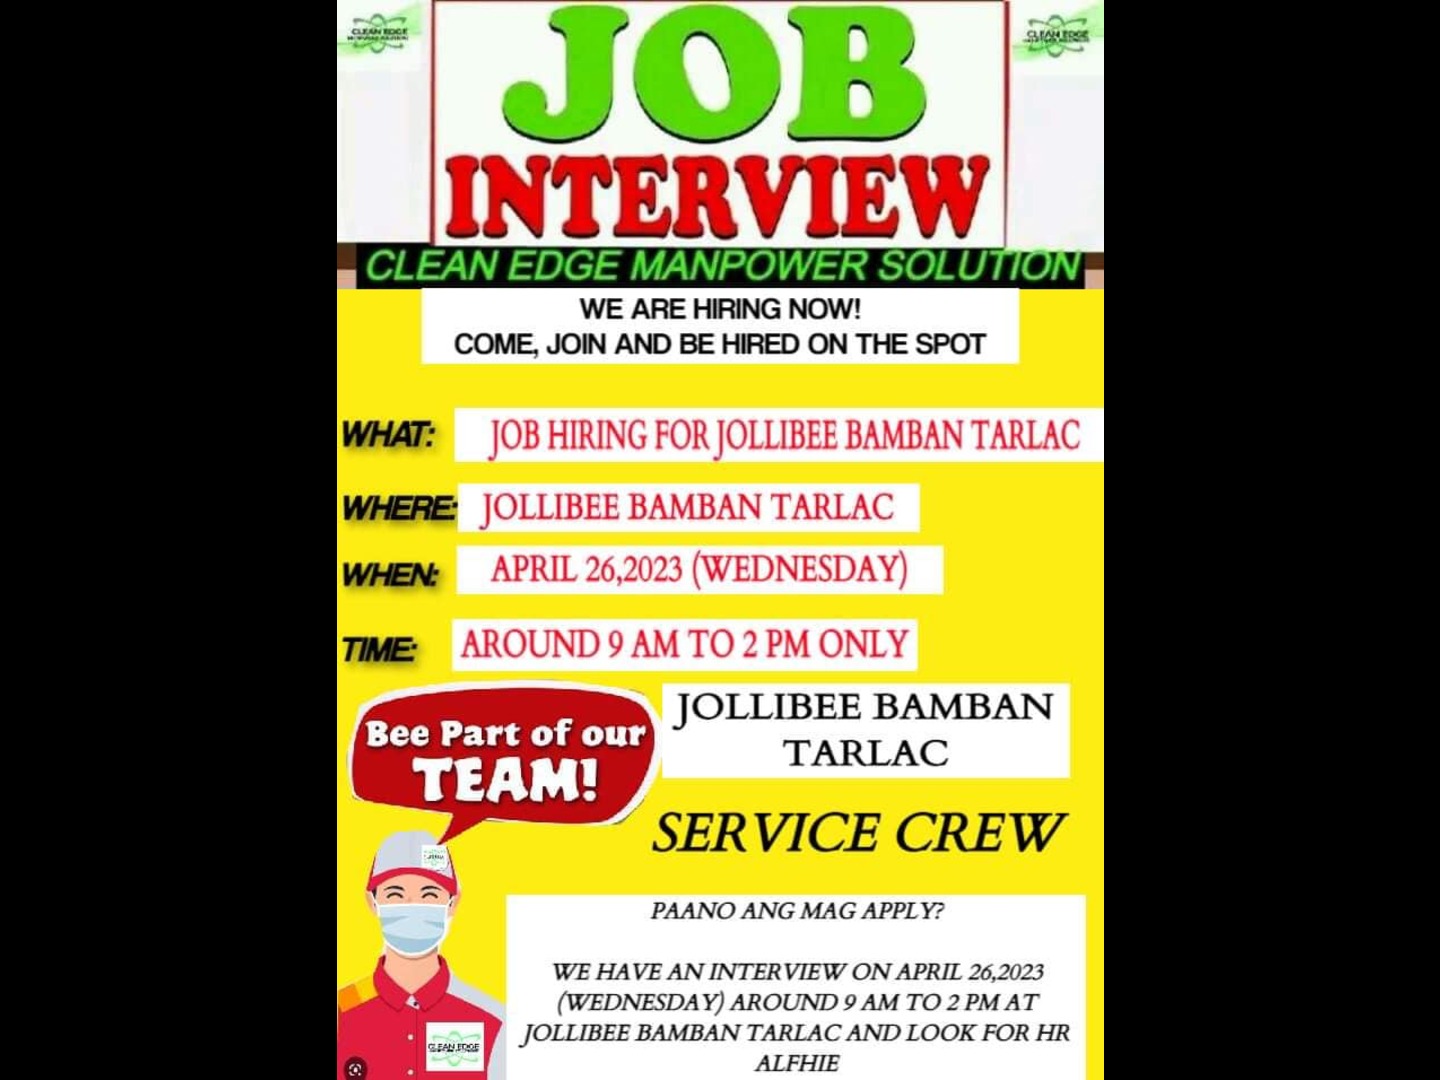 CLEAN EDGE
CLEAN EDGE
JOB
INTERVIEW
CLEAN EDGE MANPOWER SOLUTION
WE ARE HIRING NOW!
COME, JOIN AND BE HIRED ON THE SPOT
WHAT: JOB HIRING FOR JOLLIBEE BAMBAN TARLAC
WHERE: JOLLIBEE BAMBAN TARLAC
WHEN: APRIL 26,2023 (WEDNESDAY)
TIME: AROUND 9 AM TO 2 PM ONLY
Bee Part of our
TEAM!
JOLLIBEE BAMBAN
TARLAC
SERVICE CREW
PAANO ANG MAG APPLY?
WE HAVE AN INTERVIEW ON APRIL 26,2023
(WEDNESDAY) AROUND 9 AM TO 2 PM AT
JOLLIBEE BAMBAN TARLAC AND LOOK FOR HR
ALFHIE
CLEAN EDGE